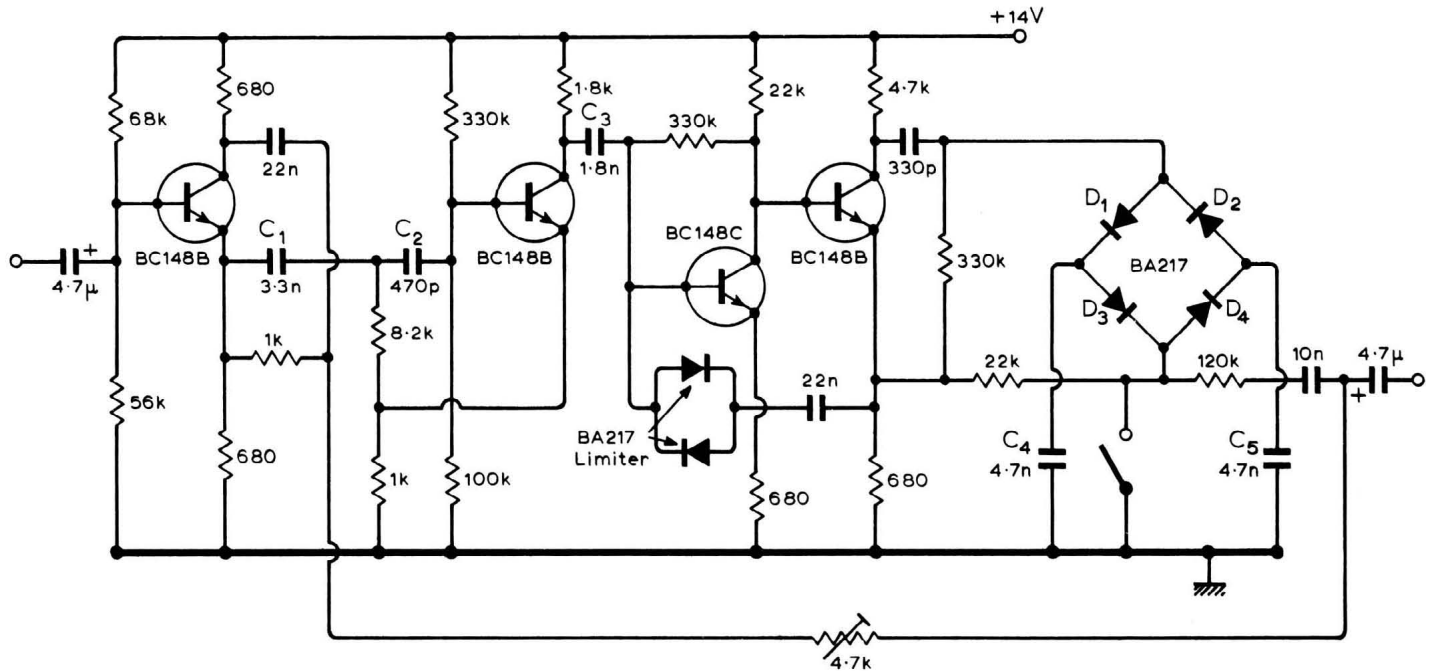 +14V
680
1·8k
22k
4·7k
68k
330k
C3
330k
22n
1·8n
330p
D1
D2
C1
C2
BC148C
BC148B
BC148B
BC148B
BA217
4·7µ
+
3·3n
470p
330k
D3
D4
1k
8·2k
22n
22k
120k
10n
4·7µ
+
56k
BA217
Limiter
C4
4·7n
C5
4·7n
680
1k
100k
680
680
4·7k